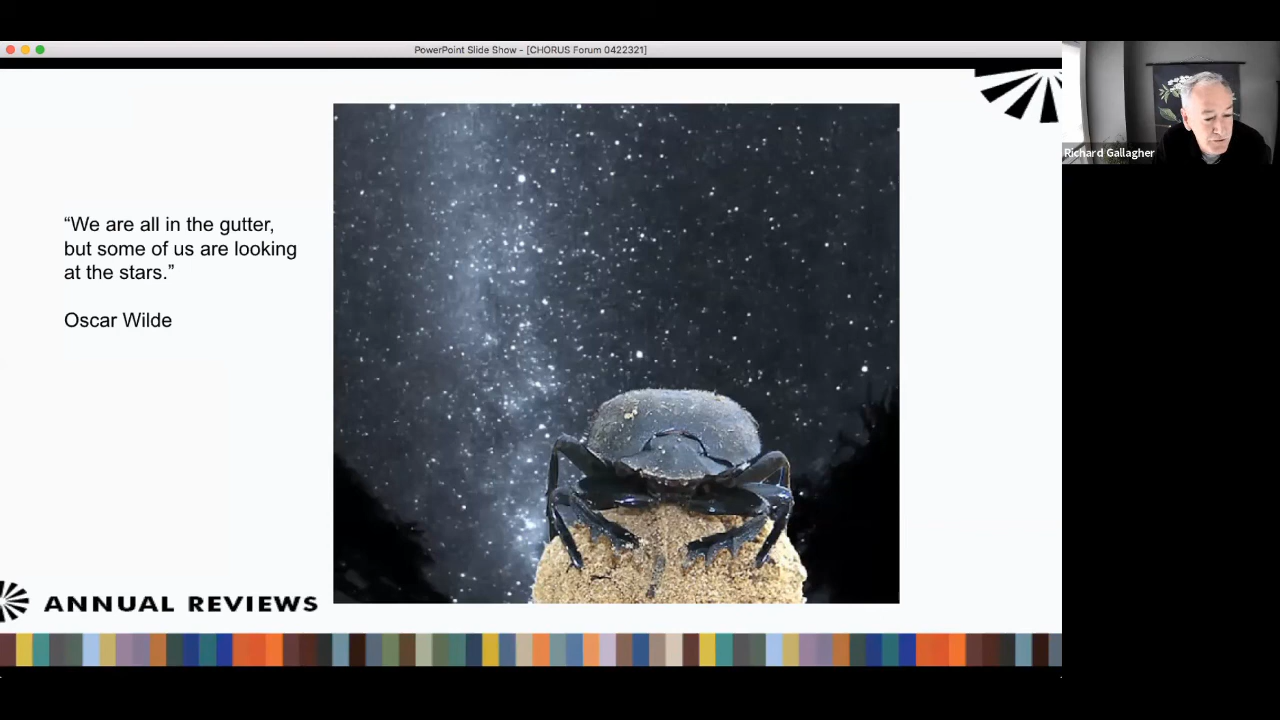 PowerPoint Slide Show - [CHORUS Forum 0422321]
Richard Gallagher
“We are all in the gutter,
but some of us are looking
at the stars.”
Oscar Wilde
ANNUAL REVIEWS